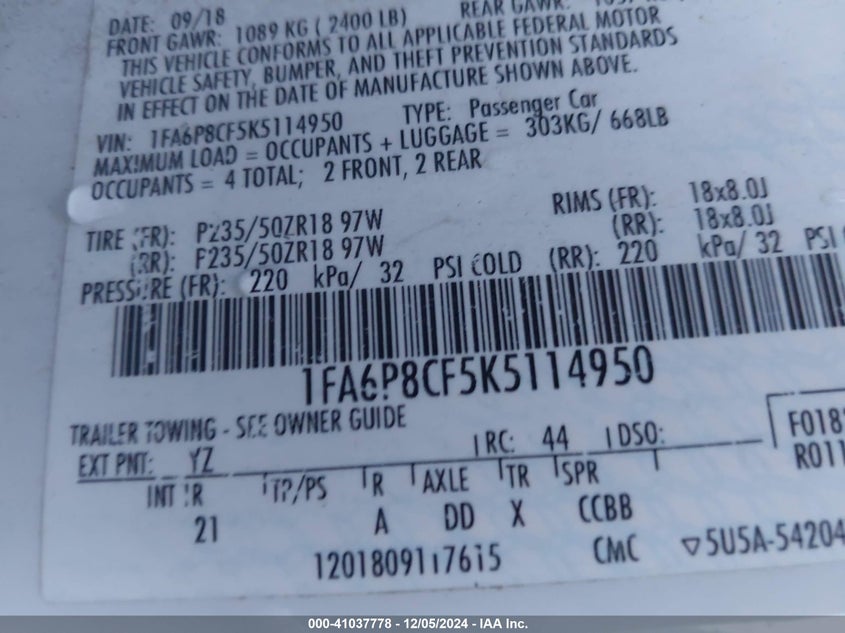 DATE: 09/18
FRONT GAWR: 1089 KG ( 2400 LB) REAR GAWR:
THIS VEHICLE CONFORMS TO ALL APPLICABLE FEDERAL MOTOR
VEHICLE SAFETY, BUMPER, AND THEFT PREVENTION STANDARDS
IN EFFECT ON THE DATE OF MANUFACTURE SHOWN ABOVE.
VIN: 1FA6P8CF5K5114950 TYPE: Passenger Car
MAXIMUM LOAD = OCCUPANTS + LUGGAGE = 303KG/ 668LB
OCCUPANTS = 4 TOTAL; 2 FRONT, 2 REAR
TIRE (FR): P235/50ZR18 97W RIMS (FR): 18x8.0J
(RR): P235/50ZR18 97W (RR): 18x8.0J
PRESSURE (FR): 220 kPa/ 32 PSI COLD (RR): 220 kPa/ 32 PSI
1FA6P8CF5K5114950
TRAILER TOWING - SEE OWNER GUIDE
EXT PNT: YZ RC: 44 DSO:
INT TR TP/PS R AXLE TR SPR
21 A DD X CCBB
CMC ▽5U5A-54204
000-41037778 - 12/05/2024 - IAA Inc.